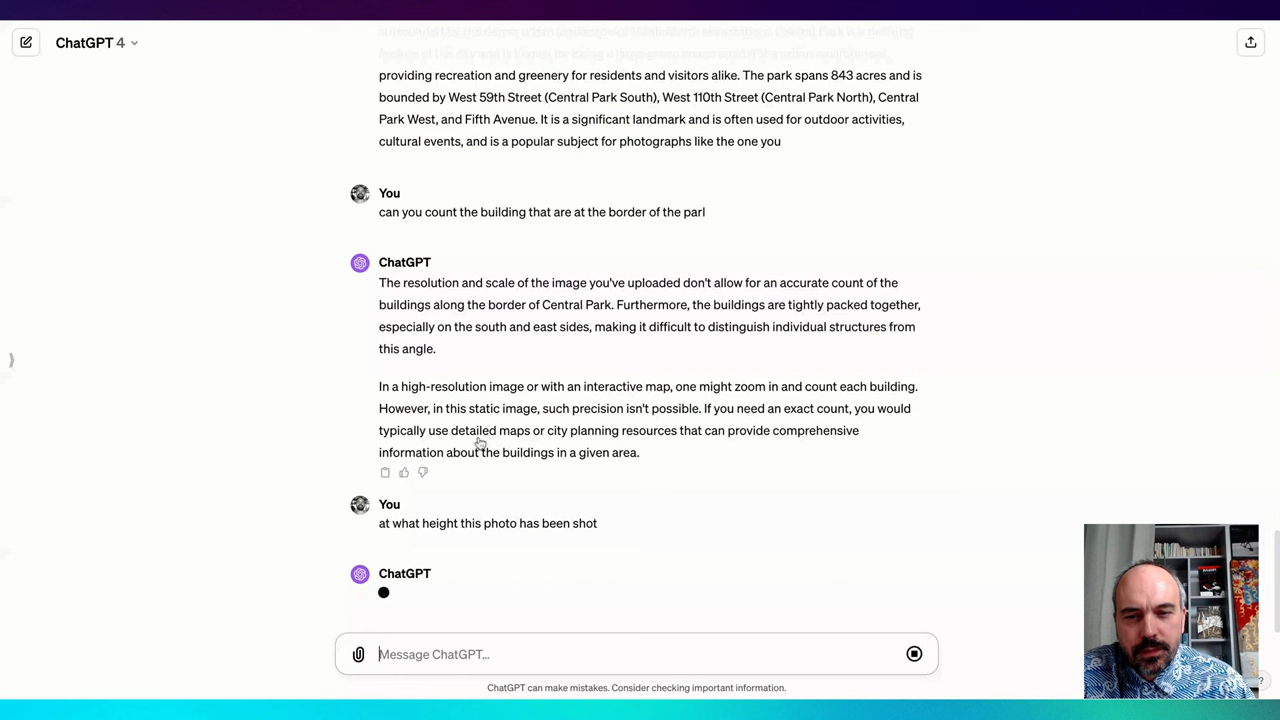 ChatGPT 4
providing recreation and greenery for residents and visitors alike. The park spans 843 acres and is
bounded by West 59th Street (Central Park South), West 110th Street (Central Park North), Central
Park West, and Fifth Avenue. It is a significant landmark and is often used for outdoor activities,
cultural events, and is a popular subject for photographs like the one you
You
can you count the building that are at the border of the parl
ChatGPT
The resolution and scale of the image you've uploaded don't allow for an accurate count of the
buildings along the border of Central Park. Furthermore, the buildings are tightly packed together,
especially on the south and east sides, making it difficult to distinguish individual structures from
this angle.
In a high-resolution image or with an interactive map, one might zoom in and count each building.
However, in this static image, such precision isn't possible. If you need an exact count, you would
typically use detailed maps or city planning resources that can provide comprehensive
information about the buildings in a given area.
You
at what height this photo has been shot
ChatGPT
Message ChatGPT...
ChatGPT can make mistakes. Consider checking important information.
?